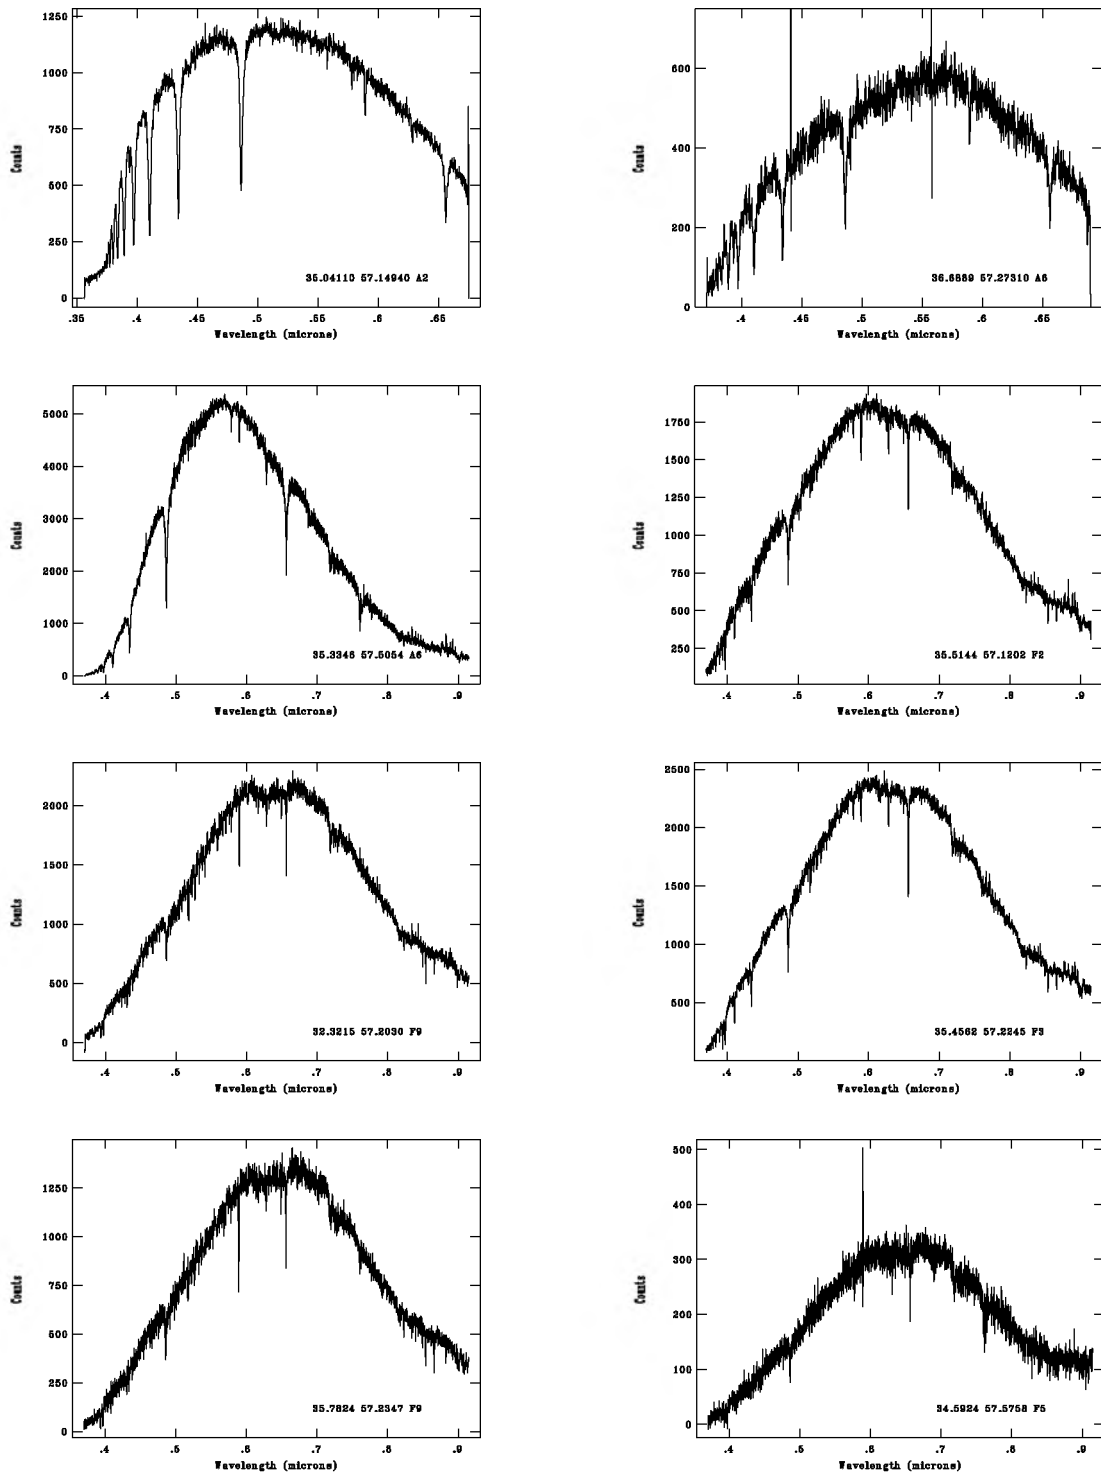 1250
1000
750
500
250
0
Counts
.35 .4 .45 .5 .55 .6 .65
Wavelength (microns)
35.04110 57.14940 A2
600
400
200
0
Counts
.4 .45 .5 .55 .6 .65
Wavelength (microns)
36.6889 57.27310 A6
5000
4000
3000
2000
1000
0
Counts
.4 .5 .6 .7 .8 .9
Wavelength (microns)
35.3346 57.5054 A6
1750
1500
1250
1000
750
500
250
Counts
.4 .5 .6 .7 .8 .9
Wavelength (microns)
35.5144 57.1202 F2
2000
1500
1000
500
0
Counts
.4 .5 .6 .7 .8 .9
Wavelength (microns)
32.3215 57.2030 F9
2500
2000
1500
1000
500
Counts
.4 .5 .6 .7 .8 .9
Wavelength (microns)
35.4562 57.2245 F3
1250
1000
750
500
250
0
Counts
.4 .5 .6 .7 .8 .9
Wavelength (microns)
35.7824 57.2347 F9
500
400
300
200
100
0
Counts
.4 .5 .6 .7 .8 .9
Wavelength (microns)
34.5924 57.5758 F5